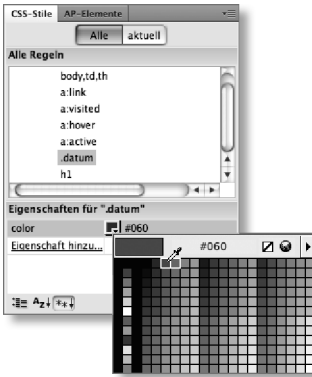 CSS-Stile AP-Elemente
Alle aktuell
Alle Regeln
body,td,th
a:link
a:visited
a:hover
a:active
.datum
h1
Eigenschaften für ".datum"
color #060
Eigenschaft hinzu...
#060